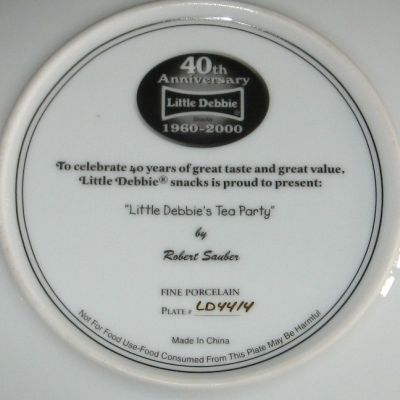 40th
Anniversary
Little Debbie®
Snacks
1960-2000
To celebrate 40 years of great taste and great value,
Little Debbie® snacks is proud to present:
"Little Debbie's Tea Party"
by
Robert Sauber
FINE PORCELAIN
PLATE # LD4414
Made In China
Not For Food Use-Food Consumed From This Plate May Be Harmful